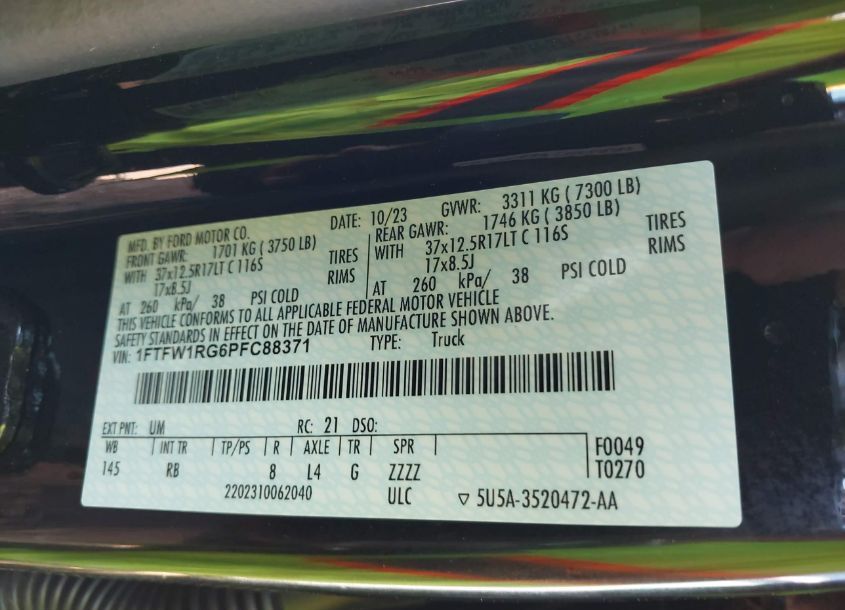 MFD. BY FORD MOTOR CO. DATE: 10/23 GVWR: 3311 KG ( 7300 LB)
FRONT GAWR: 1701 KG ( 3750 LB) REAR GAWR: 1746 KG ( 3850 LB)
WITH 37x12.5R17LT C 116S TIRES WITH 37x12.5R17LT C 116S TIRES
17x8.5J RIMS 17x8.5J RIMS
AT 260 kPa/ 38 PSI COLD AT 260 kPa/ 38 PSI COLD
THIS VEHICLE CONFORMS TO ALL APPLICABLE FEDERAL MOTOR VEHICLE
SAFETY STANDARDS IN EFFECT ON THE DATE OF MANUFACTURE SHOWN ABOVE.
VIN: 1FTFW1RG6PFC88371 TYPE: Truck
EXT PNT: UM RC: 21 DSO:
WB INT TR TP/PS R AXLE TR SPR F0049
145 RB 8 L4 G ZZZZ T0270
2202310062040 ULC ▽ 5U5A-3520472-AA